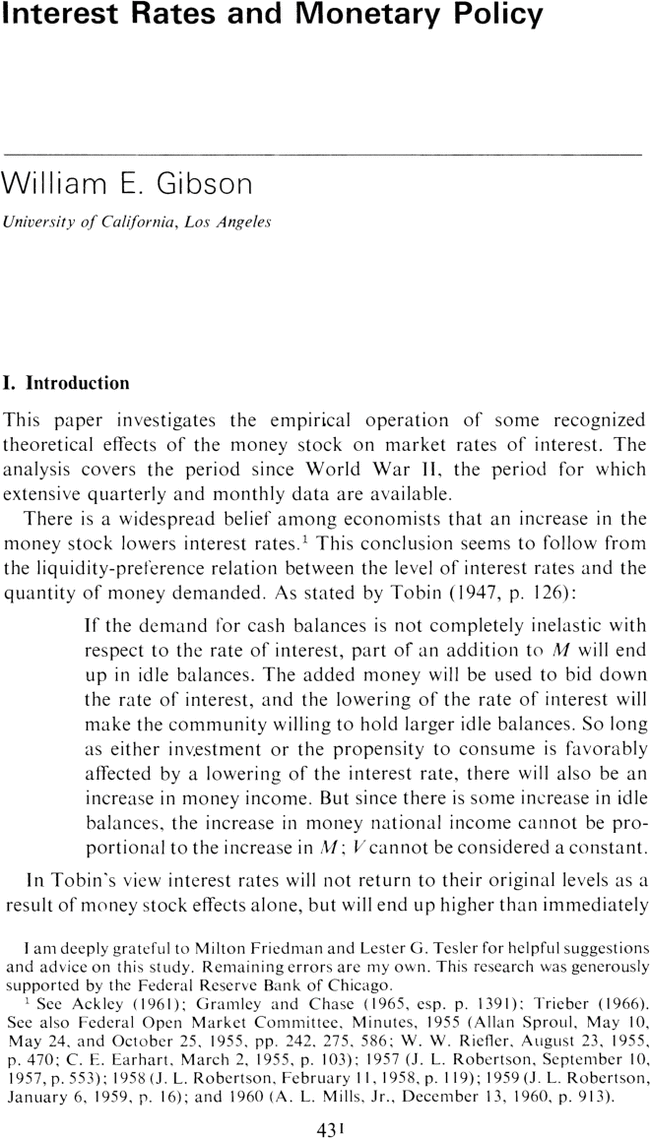 Interest Rates and Monetary Policy
William E. Gibson
University of California, Los Angeles
I. Introduction
This paper investigates the empirical operation of some recognized
theoretical effects of the money stock on market rates of interest. The
analysis covers the period since World War II, the period for which
extensive quarterly and monthly data are available.
There is a widespread belief among economists that an increase in the
money stock lowers interest rates.¹ This conclusion seems to follow from
the liquidity-preference relation between the level of interest rates and the
quantity of money demanded. As stated by Tobin (1947, p. 126):
If the demand for cash balances is not completely inelastic with
respect to the rate of interest, part of an addition to M will end
up in idle balances. The added money will be used to bid down
the rate of interest, and the lowering of the rate of interest will
make the community willing to hold larger idle balances. So long
as either investment or the propensity to consume is favorably
affected by a lowering of the interest rate, there will also be an
increase in money income. But since there is some increase in idle
balances, the increase in money national income cannot be pro-
portional to the increase in M; V cannot be considered a constant.
In Tobin's view interest rates will not return to their original levels as a
result of money stock effects alone, but will end up higher than immediately
I am deeply grateful to Milton Friedman and Lester G. Tesler for helpful suggestions
and advice on this study. Remaining errors are my own. This research was generously
supported by the Federal Reserve Bank of Chicago.
¹ See Ackley (1961); Gramley and Chase (1965, esp. p. 1391); Trieber (1966).
See also Federal Open Market Committee, Minutes, 1955 (Allan Sproul, May 10,
May 24, and October 25, 1955, pp. 242, 275, 586; W. W. Riefler, August 23, 1955,
p. 470; C. E. Earhart, March 2, 1955, p. 103); 1957 (J. L. Robertson, September 10,
1957, p. 553); 1958 (J. L. Robertson, February 11, 1958, p. 119); 1959 (J. L. Robertson,
January 6, 1959, p. 16); and 1960 (A. L. Mills, Jr., December 13, 1960, p. 913).
431